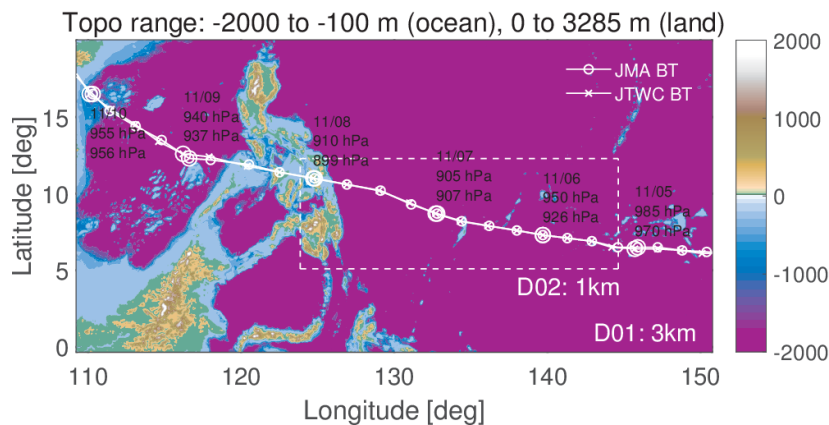 Topo range: -2000 to -100 m (ocean), 0 to 3285 m (land)
JMA BT
JTWC BT
11/10
955 hPa
956 hPa
11/09
940 hPa
937 hPa
11/08
910 hPa
899 hPa
11/07
905 hPa
907 hPa
11/06
950 hPa
926 hPa
11/05
985 hPa
970 hPa
D02: 1km
D01: 3km
15
10
5
0
Latitude [deg]
110
120
130
140
150
Longitude [deg]
2000
1000
0
-1000
-2000